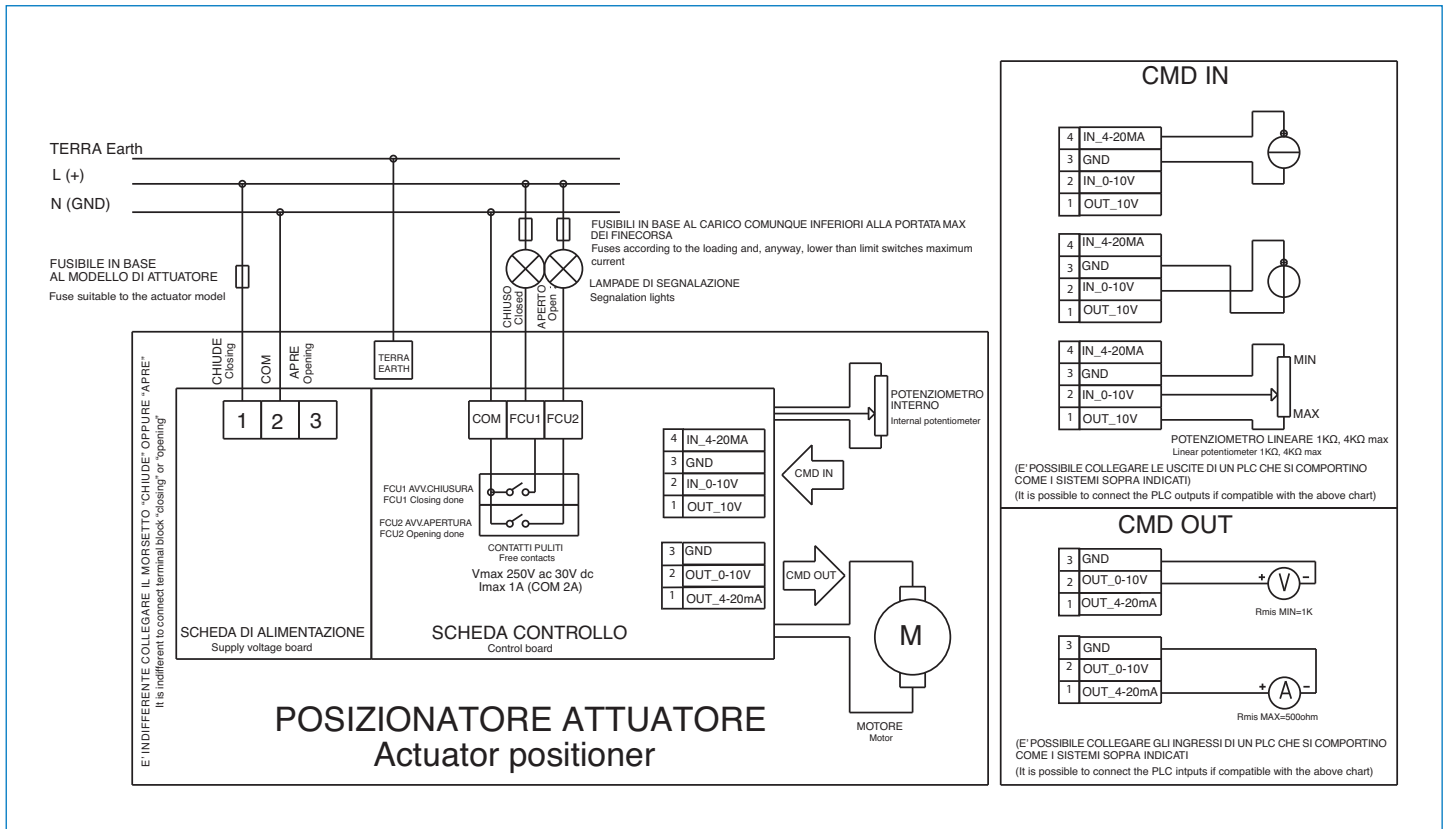 TERRA Earth
L (+)
N (GND)
FUSIBILE IN BASE
AL MODELLO DI ATTUATORE
Fuse suitable to the actuator model
FUSIBILI IN BASE AL CARICO COMUNQUE INFERIORI ALLA PORTATA MAX
DEI FINECORSA
Fuses according to the loading and, anyway, lower than limit switches maximum
current
LAMPADE DI SEGNALAZIONE
Segnalation lights
CHIUSO
Closed
APERTO
Open
E' INDIFFERENTE COLLEGARE IL MORSETTO "CHIUDE" OPPURE "APRE"
It is indifferent to connect terminal block "closing" or "opening"
CHIUDE
Closing
COM
APRE
Opening
TERRA
EARTH
1 2 3
COM FCU1 FCU2
FCU1 AVV.CHIUSURA
FCU1 Closing done
FCU2 AVV.APERTURA
FCU2 Opening done
CONTATTI PULITI
Free contacts
Vmax 250V ac 30V dc
Imax 1A (COM 2A)
POTENZIOMETRO
INTERNO
Internal potentiometer
4 IN_4-20MA
3 GND
2 IN_0-10V
1 OUT_10V
CMD IN
3 GND
2 OUT_0-10V
1 OUT_4-20mA
CMD OUT
SCHEDA DI ALIMENTAZIONE
Supply voltage board
SCHEDA CONTROLLO
Control board
M
MOTORE
Motor
POSIZIONATORE ATTUATORE
Actuator positioner
CMD IN
4 IN_4-20MA
3 GND
2 IN_0-10V
1 OUT_10V
4 IN_4-20MA
3 GND
2 IN_0-10V
1 OUT_10V
4 IN_4-20MA
3 GND
2 IN_0-10V
1 OUT_10V
MIN
MAX
POTENZIOMETRO LINEARE 1KΩ, 4KΩ max
Linear potentiometer 1KΩ, 4KΩ max
(E' POSSIBILE COLLEGARE LE USCITE DI UN PLC CHE SI COMPORTINO
COME I SISTEMI SOPRA INDICATI)
(It is possible to connect the PLC outputs if compatible with the above chart)
CMD OUT
3 GND
2 OUT_0-10V
1 OUT_4-20mA
+ V -
Rmis MIN=1K
3 GND
2 OUT_0-10V
1 OUT_4-20mA
+ A -
Rmis MAX=500ohm
(E' POSSIBILE COLLEGARE GLI INGRESSI DI UN PLC CHE SI COMPORTINO
COME I SISTEMI SOPRA INDICATI
(It is possible to connect the PLC intputs if compatible with the above chart)